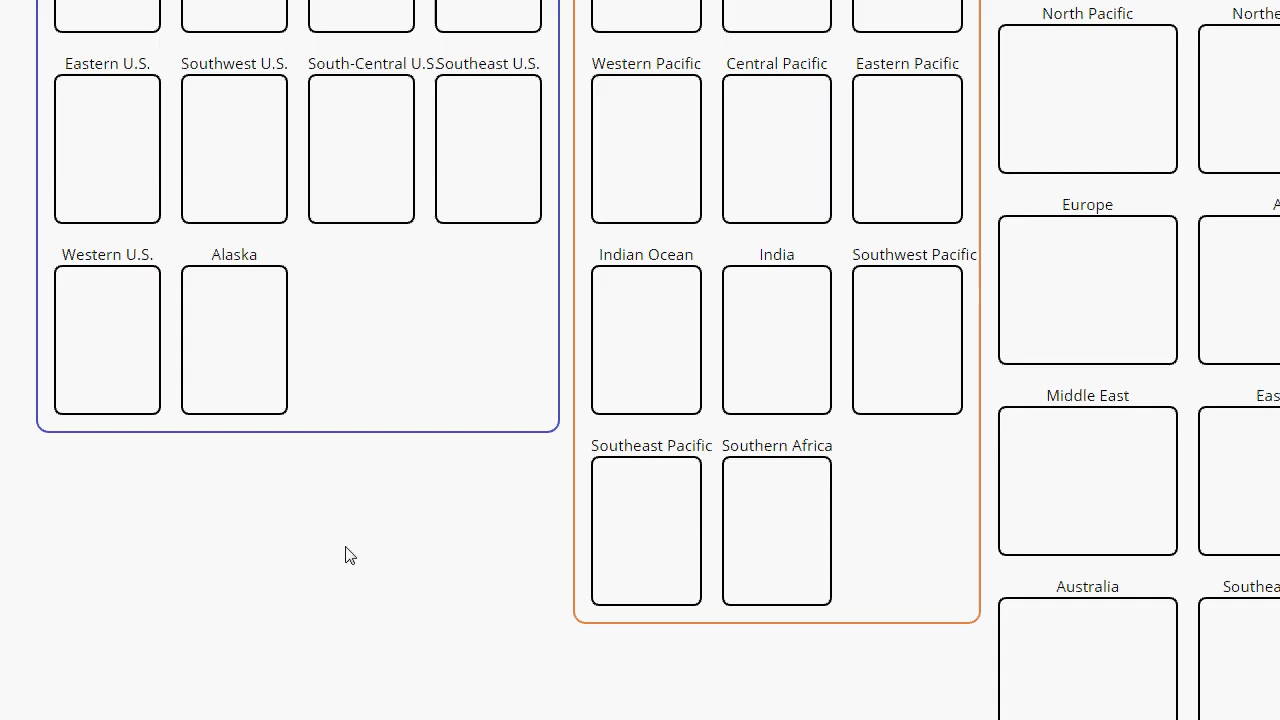 North Pacific
Eastern U.S. Southwest U.S. South-Central U.S. Southeast U.S. Western Pacific Central Pacific Eastern Pacific
Europe
Western U.S. Alaska Indian Ocean India Southwest Pacific
Middle East
Southeast Pacific Southern Africa
Australia